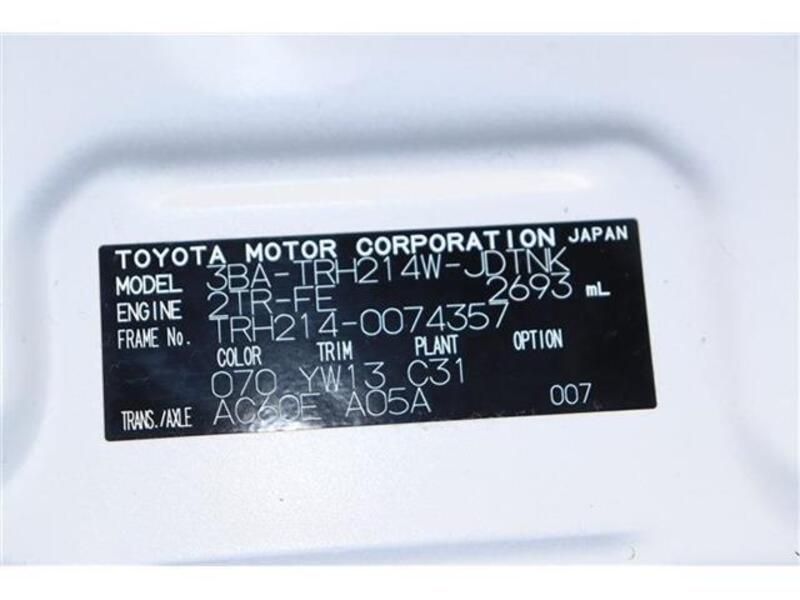 TOYOTA MOTOR CORPORATION JAPAN
MODEL 3BA-TRH214W-JDTNK
ENGINE 2TR-FE 2693 mL
FRAME No. TRH214-0074357
COLOR TRIM PLANT OPTION
070 YW13 C31
TRANS./AXLE AC60E A05A 007